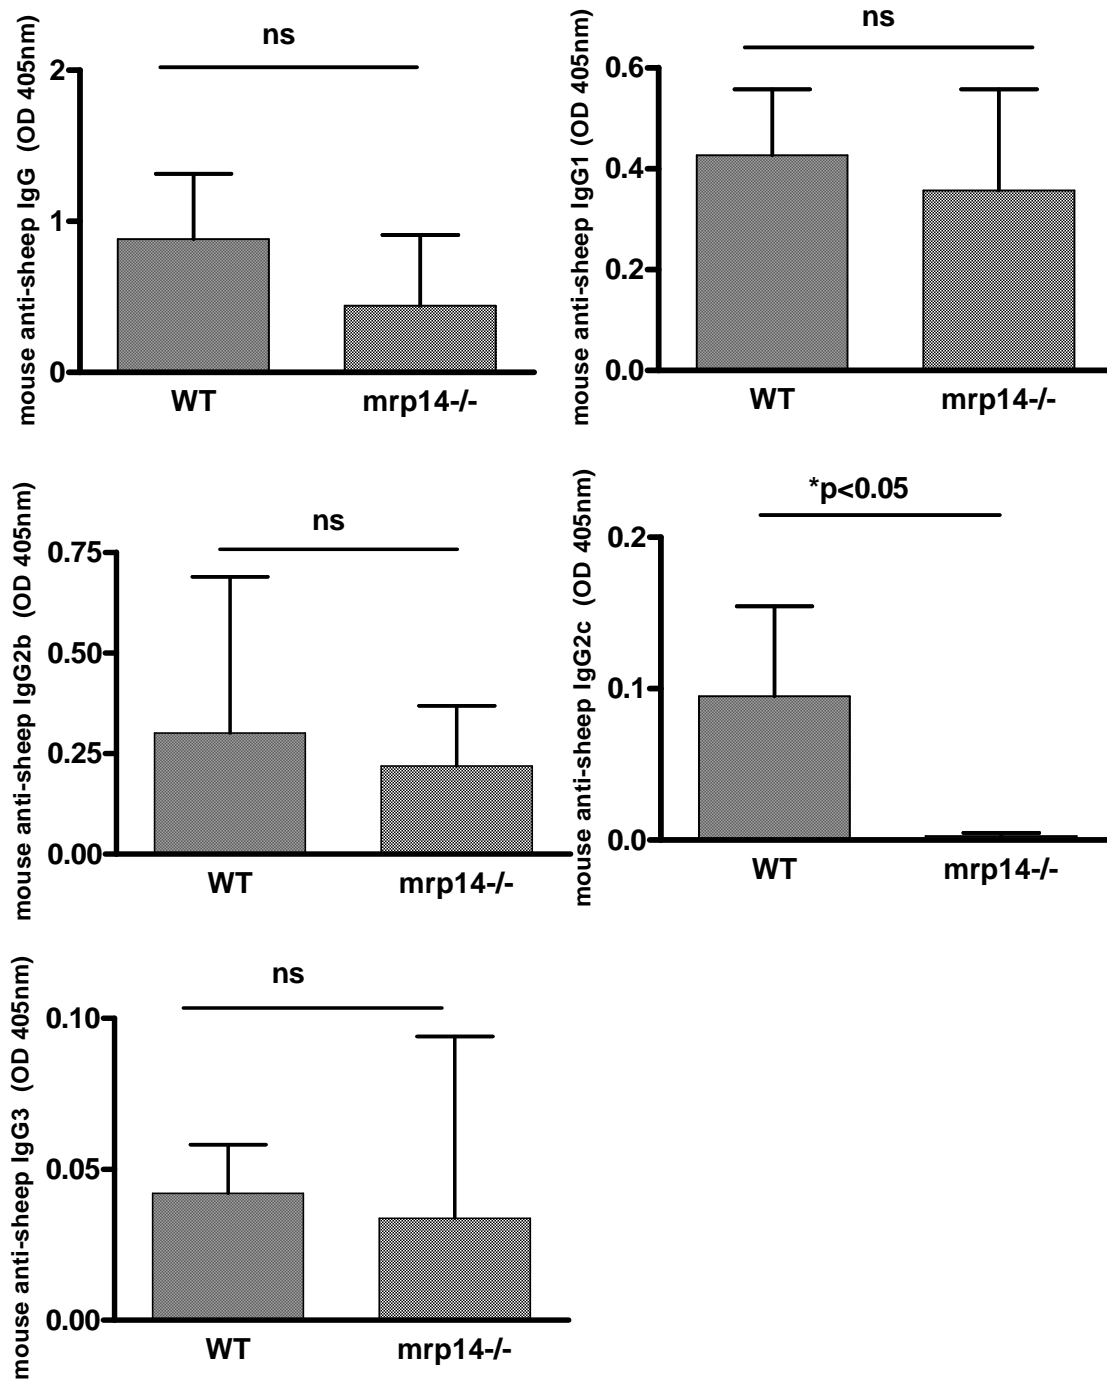 ns
mouse anti-sheep IgG (OD 405nm)
2
1
0
WT mrp14-/-
ns
mouse anti-sheep IgG1 (OD 405nm)
0.6
0.4
0.2
0.0
WT mrp14-/-
ns
mouse anti-sheep IgG2b (OD 405nm)
0.75
0.50
0.25
0.00
WT mrp14-/-
*p<0.05
mouse anti-sheep IgG2c (OD 405nm)
0.2
0.1
0.0
WT mrp14-/-
ns
mouse anti-sheep IgG3 (OD 405nm)
0.10
0.05
0.00
WT mrp14-/-